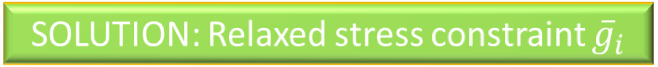 SOLUTION: Relaxed stress constraint ḡᵢ